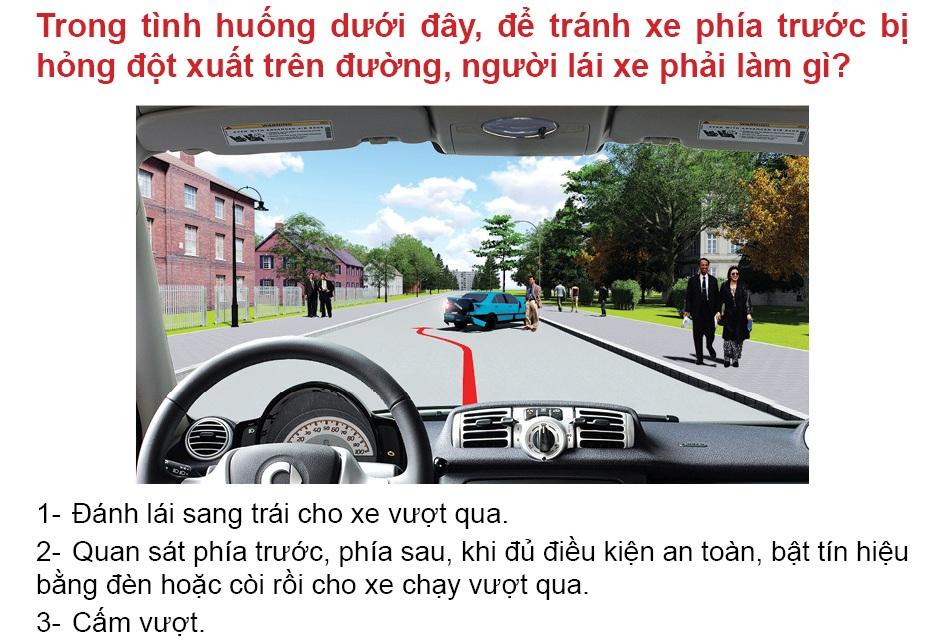 Trong tình huống dưới đây, để tránh xe phía trước bị
hỏng đột xuất trên đường, người lái xe phải làm gì?
WARNING
WARNING
1- Đánh lái sang trái cho xe vượt qua.
2- Quan sát phía trước, phía sau, khi đủ điều kiện an toàn, bật tín hiệu
bằng đèn hoặc còi rồi cho xe chạy vượt qua.
3- Cấm vượt.